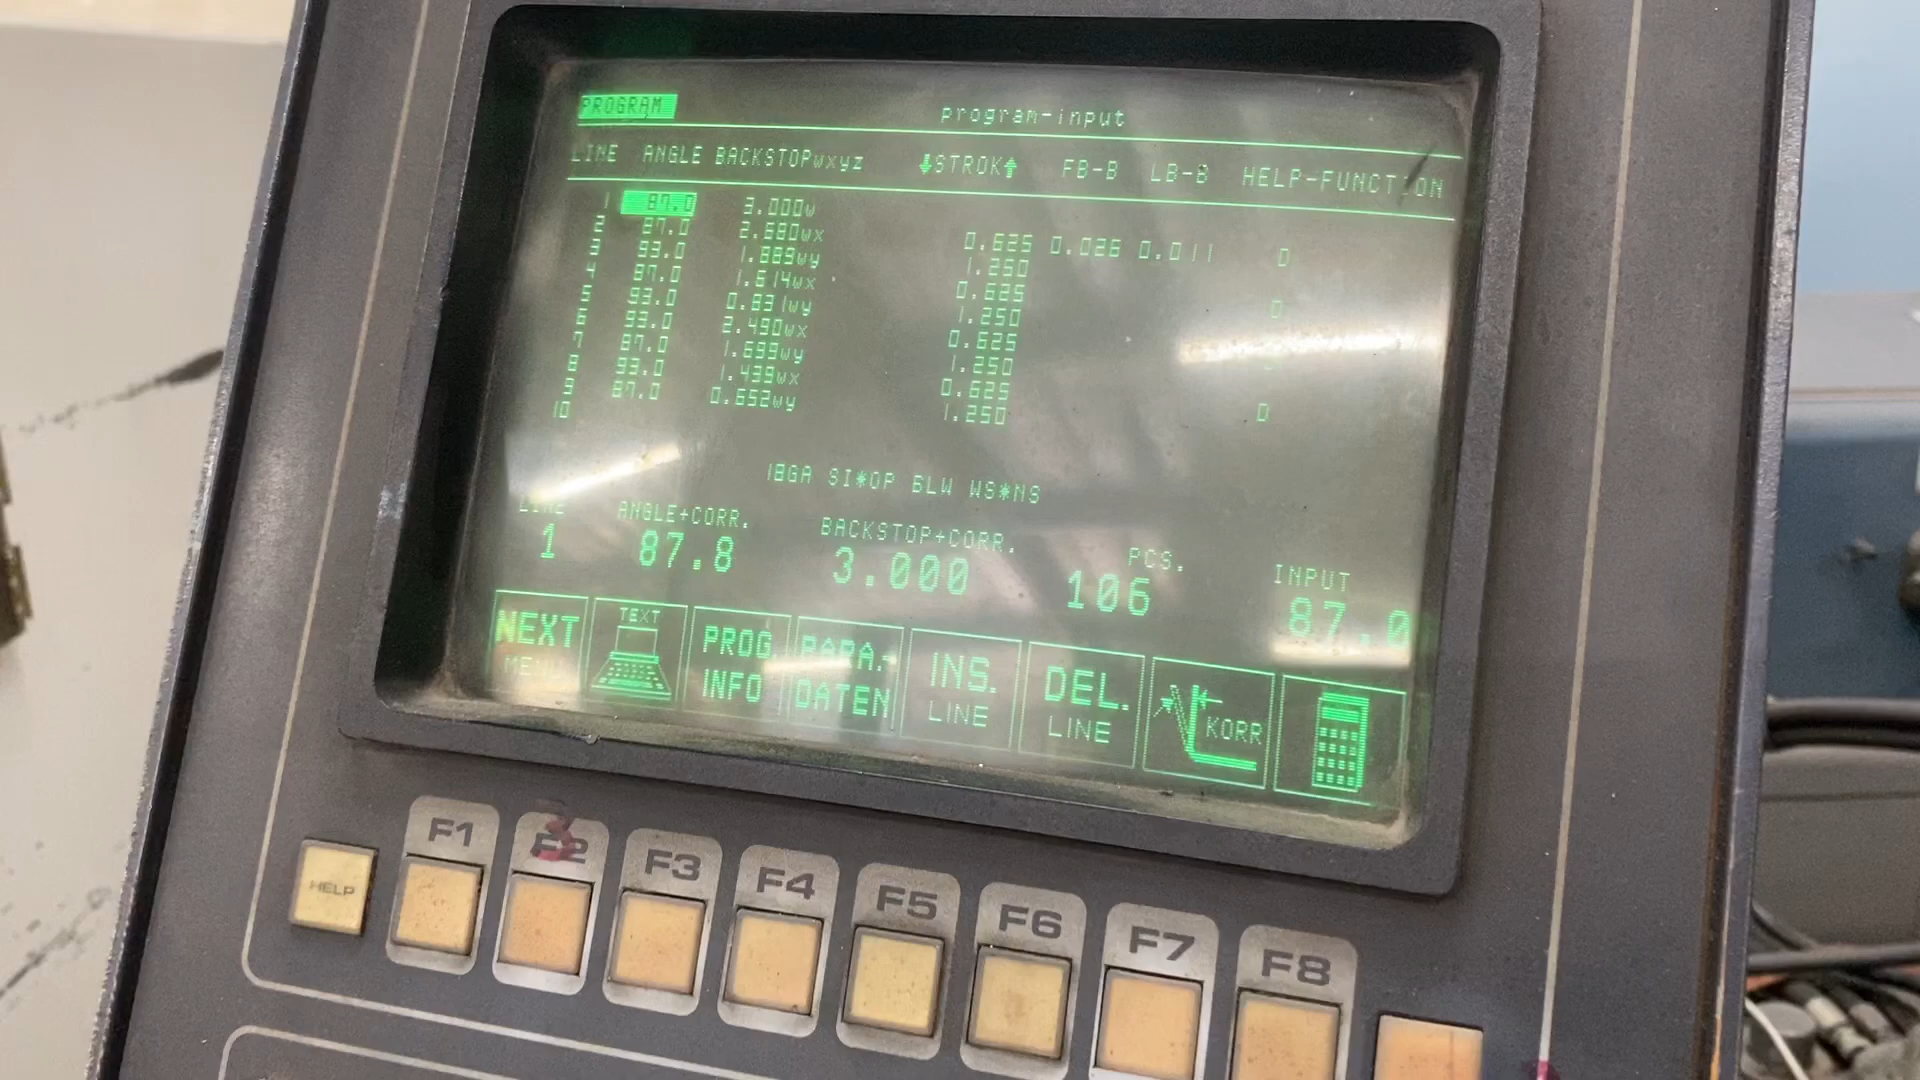 PROGRAM program-input
LINE ANGLE BACKSTOPwxyz ↓STROK↑ FB-B LB-B HELP-FUNCTION
1 87.0 3.000w
2 87.0 2.680wx 0.625 0.026 0.011 0
3 93.0 1.889wy 1.250
4 87.0 1.614wx 0.625
5 93.0 0.831wy 1.250 0
6 93.0 2.490wx 0.625
7 87.0 1.699wy 1.250
8 93.0 1.439wx 0.625
9 87.0 0.652wy 1.250 0
10
18GA SI*OP BLW WS*NS
LINE ANGLE+CORR. BACKSTOP+CORR. PCS. INPUT
1 87.8 3.000 106 87.0
NEXT MENU
TEXT
PROG INFO
PARA.- DATEN
INS. LINE
DEL. LINE
KORR
HELP F1 F2 F3 F4 F5 F6 F7 F8
3